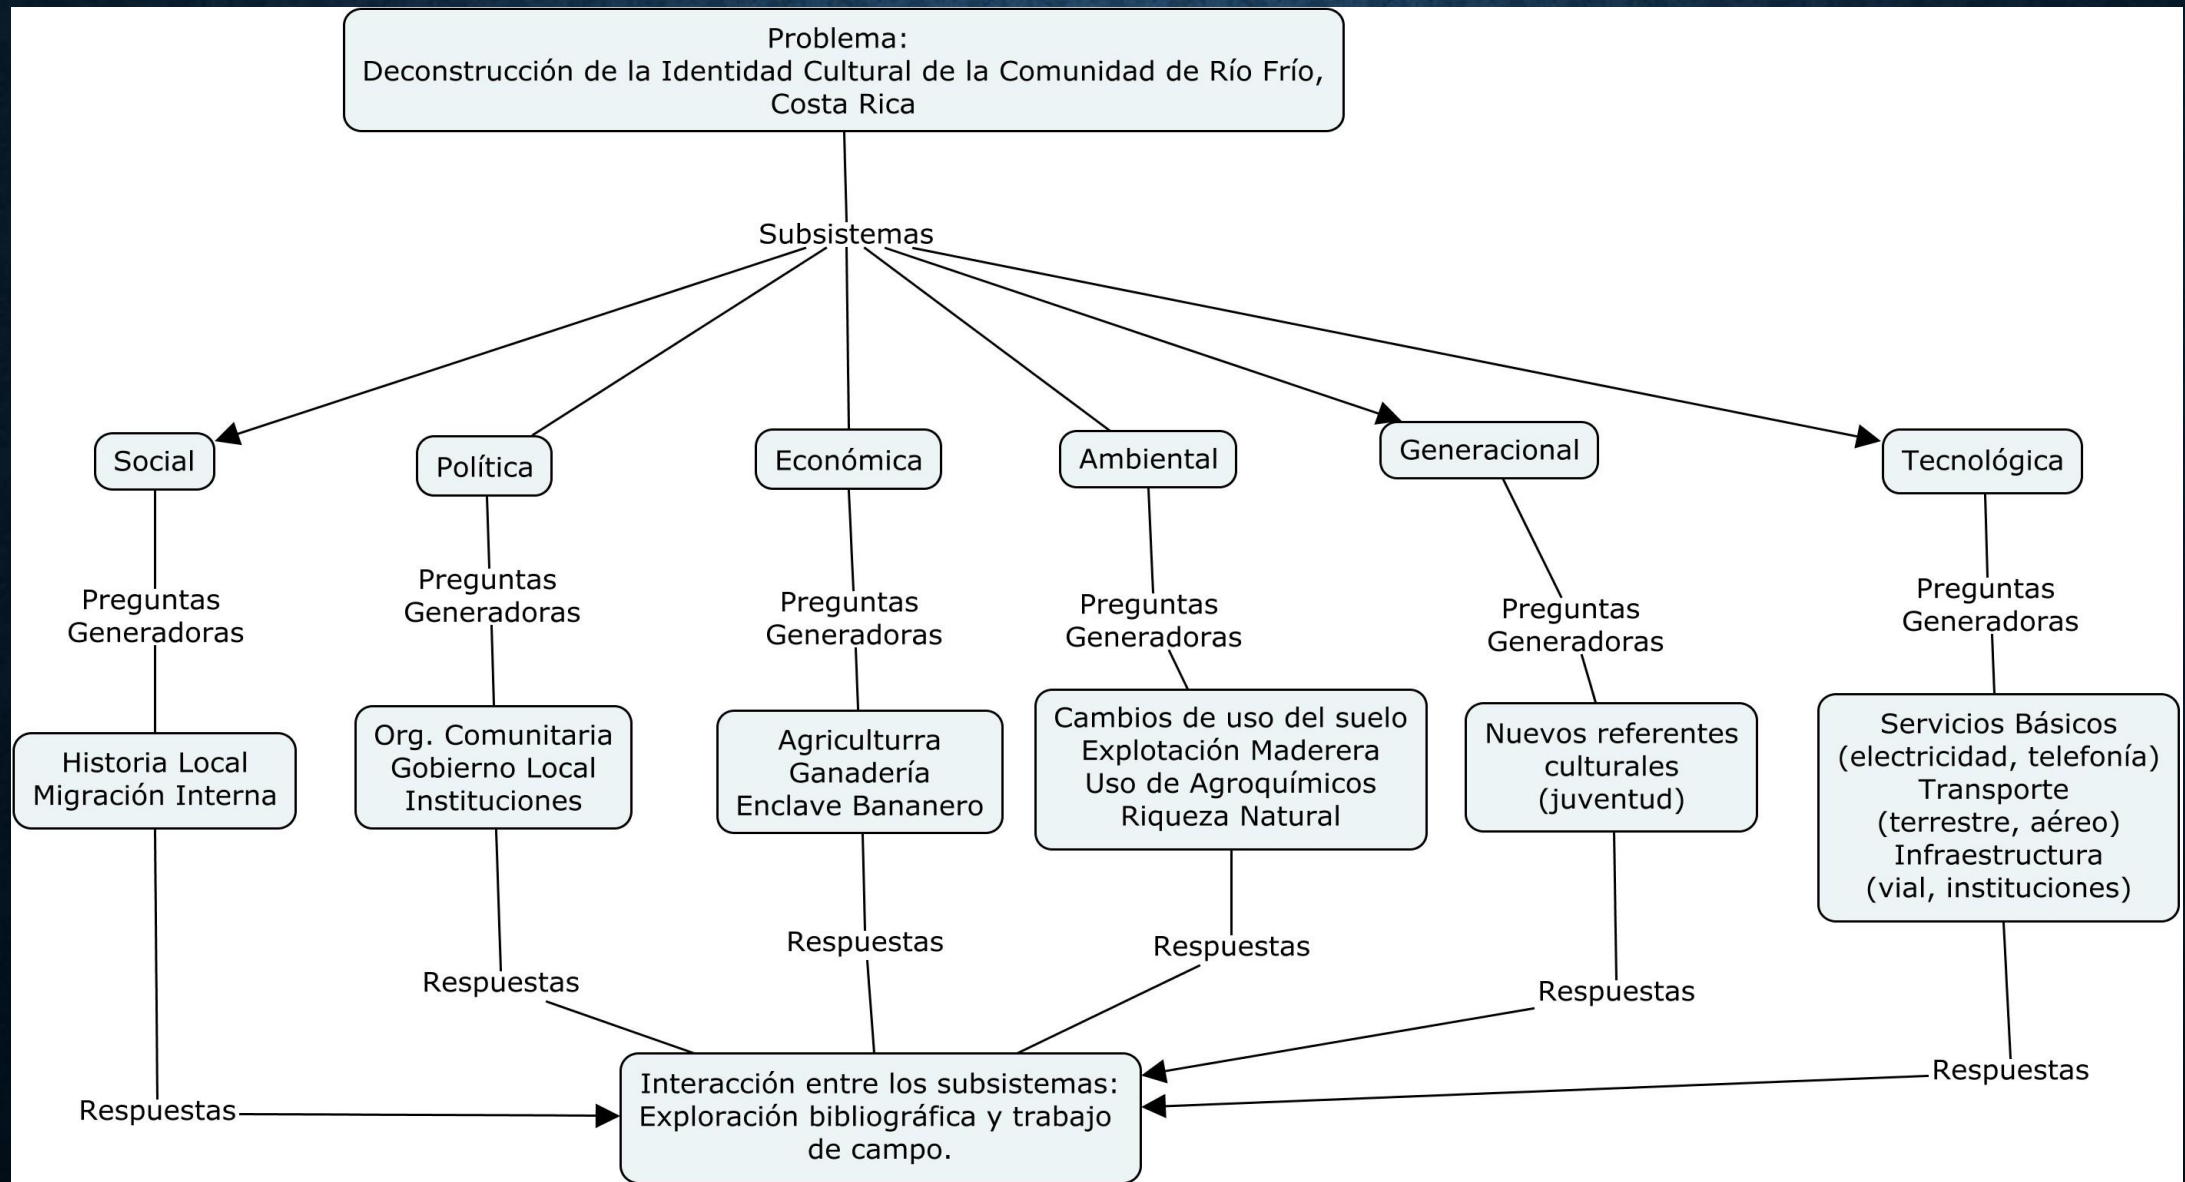 Problema:
Deconstrucción de la Identidad Cultural de la Comunidad de Río Frío,
Costa Rica
Subsistemas
Social
Política
Económica
Ambiental
Generacional
Tecnológica
Preguntas
Generadoras
Preguntas
Generadoras
Preguntas
Generadoras
Preguntas
Generadoras
Preguntas
Generadoras
Preguntas
Generadoras
Historia Local
Migración Interna
Org. Comunitaria
Gobierno Local
Instituciones
Agriculturra
Ganadería
Enclave Bananero
Cambios de uso del suelo
Explotación Maderera
Uso de Agroquímicos
Riqueza Natural
Nuevos referentes
culturales
(juventud)
Servicios Básicos
(electricidad, telefonía)
Transporte
(terrestre, aéreo)
Infraestructura
(vial, instituciones)
Respuestas
Respuestas
Respuestas
Respuestas
Respuestas
Respuestas
Interacción entre los subsistemas:
Exploración bibliográfica y trabajo
de campo.